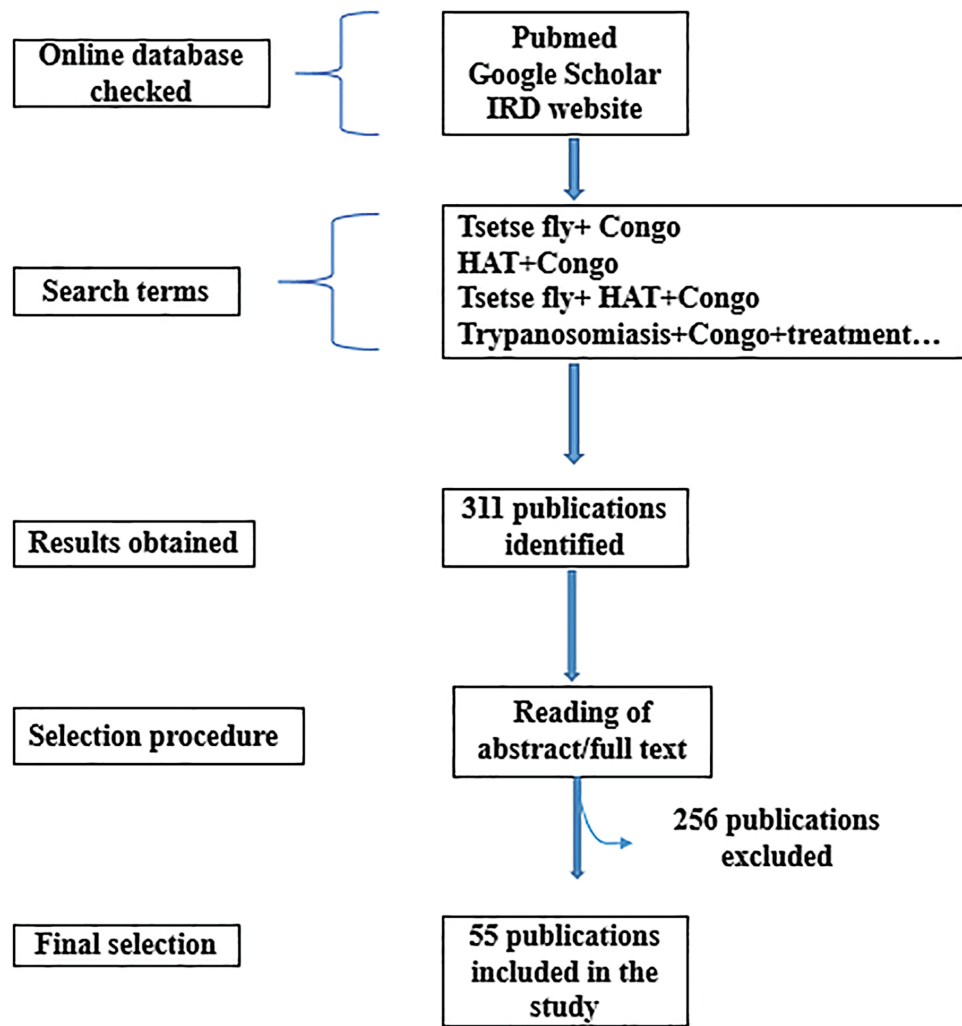 Online database
checked
Pubmed
Google Scholar
IRD website
Search terms
Tsetse fly+ Congo
HAT+Congo
Tsetse fly+ HAT+Congo
Trypanosomiasis+Congo+treatment…
Results obtained
311 publications
identified
Selection procedure
Reading of
abstract/full text
256 publications
excluded
Final selection
55 publications
included in the
study